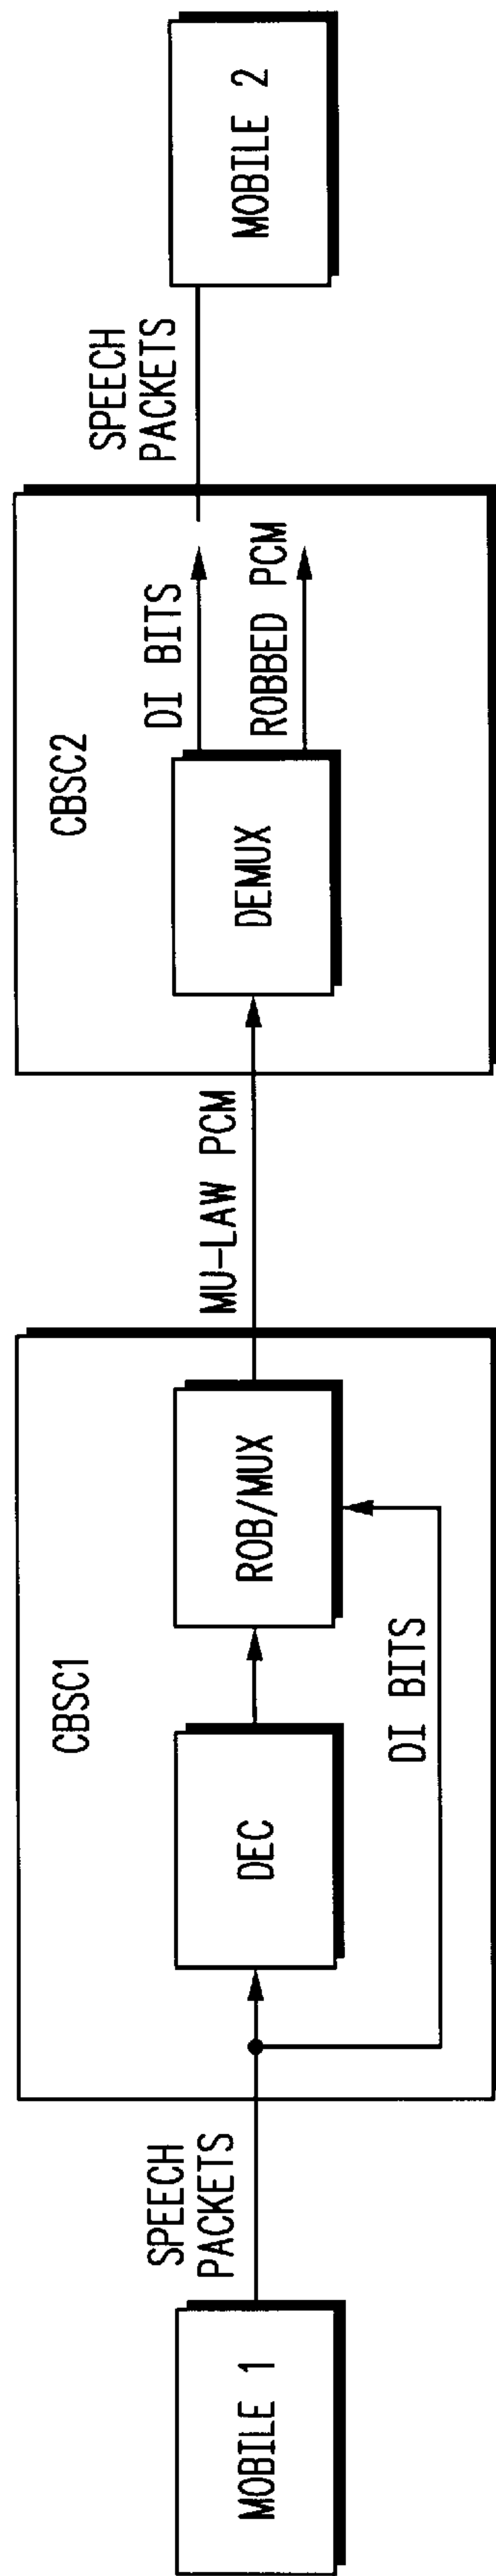 MOBILE 1
SPEECH
PACKETS
CBSC1
DEC
ROB/MUX
DI BITS
MU-LAW PCM
CBSC2
DEMUX
DI BITS
ROBBED PCM
SPEECH
PACKETS
MOBILE 2